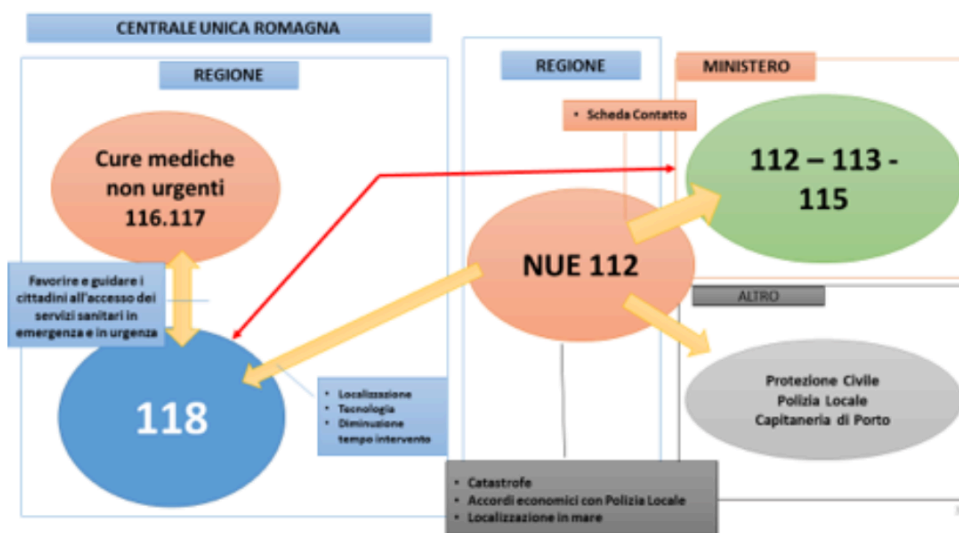 CENTRALE UNICA ROMAGNA
REGIONE
REGIONE
MINISTERO
• Scheda Contatto
Cure mediche
non urgenti
116.117
112 – 113 -
115
NUE 112
Favorire e guidare i
cittadini all'accesso dei
servizi sanitari in
emergenza e in urgenza
ALTRO
118
• Localizzazione
• Tecnologia
• Diminuzione
tempo intervento
Protezione Civile
Polizia Locale
Capitaneria di Porto
• Catastrofe
• Accordi economici con Polizia Locale
• Localizzazione in mare